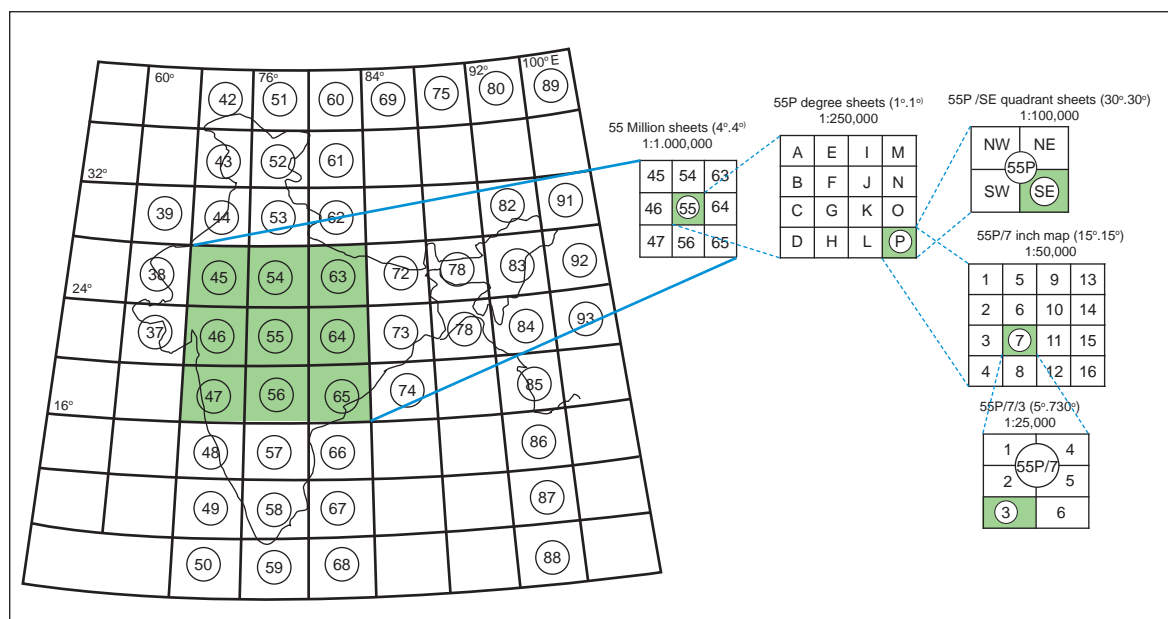 60° 76° 84° 92° 100° E
42 51 60 69 75 80 89
43 52 61
32°
39 44 53 62 82 91
38 45 54 63 72 78 83 92
24°
37 46 55 64 73 78 84 93
47 56 65 74 85
16°
48 57 66 86
49 58 67 87
50 59 68 88
55 Million sheets (4°.4°)
1:1.000,000
45 54 63
46 55 64
47 56 65
55P degree sheets (1°.1°)
1:250,000
A E I M
B F J N
C G K O
D H L P
55P /SE quadrant sheets (30°.30°)
1:100,000
NW NE
55P
SW SE
55P/7 inch map (15°.15°)
1:50,000
1 5 9 13
2 6 10 14
3 7 11 15
4 8 12 16
55P/7/3 (5°.730°)
1:25,000
1 4
55P/7
2 5
3 6